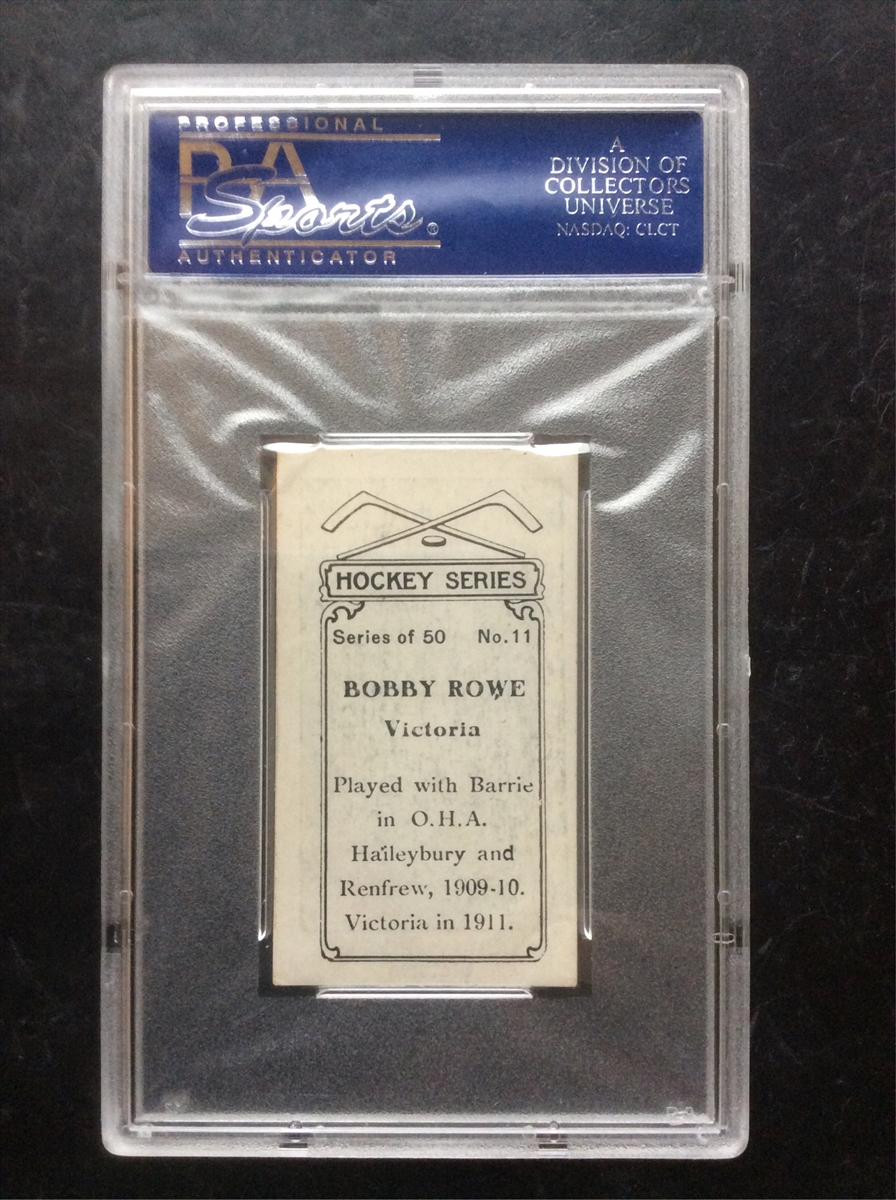 PROFESSIONAL
PSA
Sports®
AUTHENTICATOR
A
DIVISION OF
COLLECTORS
UNIVERSE
NASDAQ: CLCT
HOCKEY SERIES
Series of 50 No. 11
BOBBY ROWE
Victoria
Played with Barrie
in O.H.A.
Haileybury and
Renfrew, 1909-10.
Victoria in 1911.